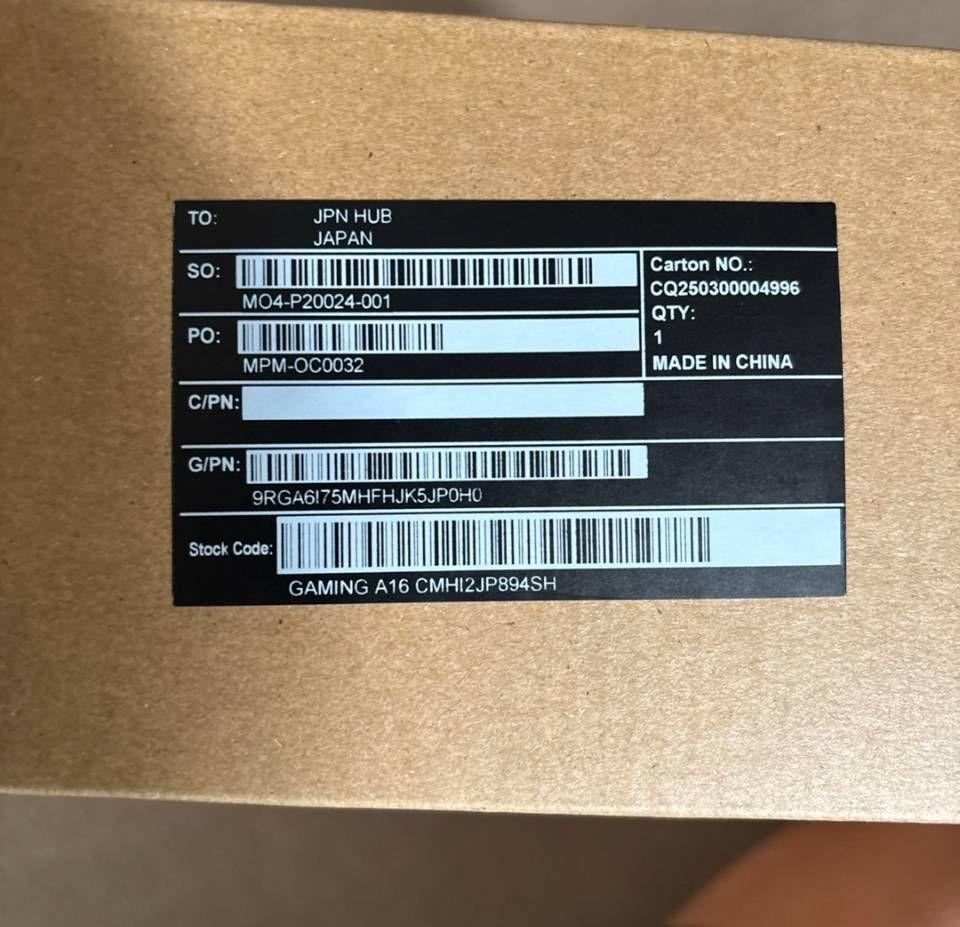 TO: JPN HUB
JAPAN
SO:
MO4-P20024-001
Carton NO.:
CQ250300004996
QTY:
1
MADE IN CHINA
PO:
MPM-OC0032
C/PN:
G/PN:
9RGA6I75MHFHJK5JP0H0
Stock Code:
GAMING A16 CMHI2JP894SH